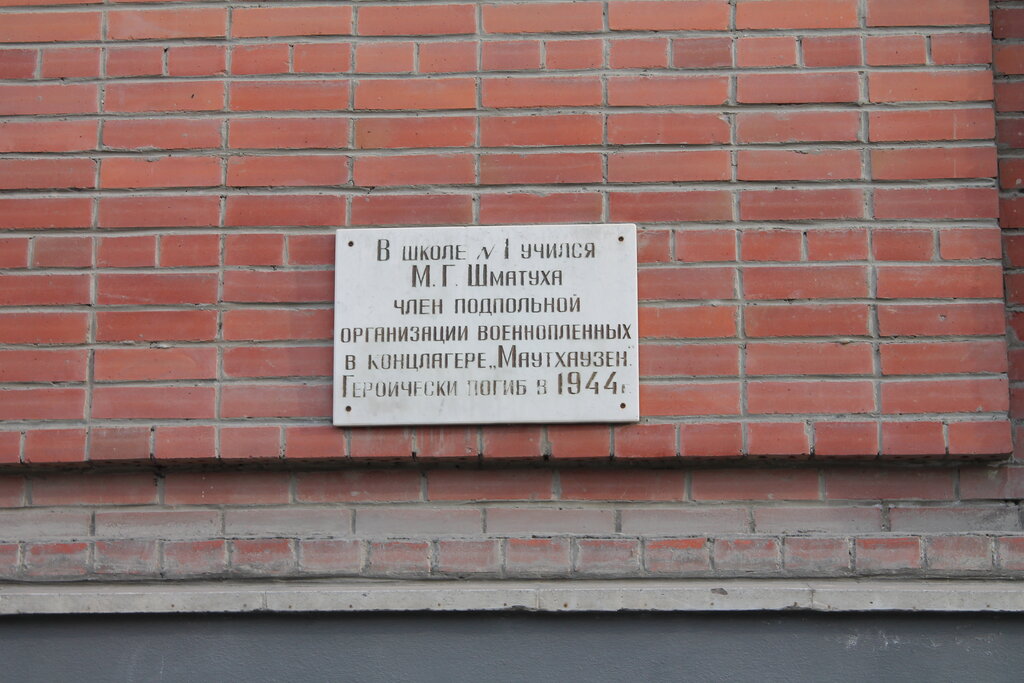 В школе № 1 учился
М. Г. Шматуха
член подпольной
организации военнопленных
в концлагере „Маутхаузен"
Героически погиб в 1944 г.